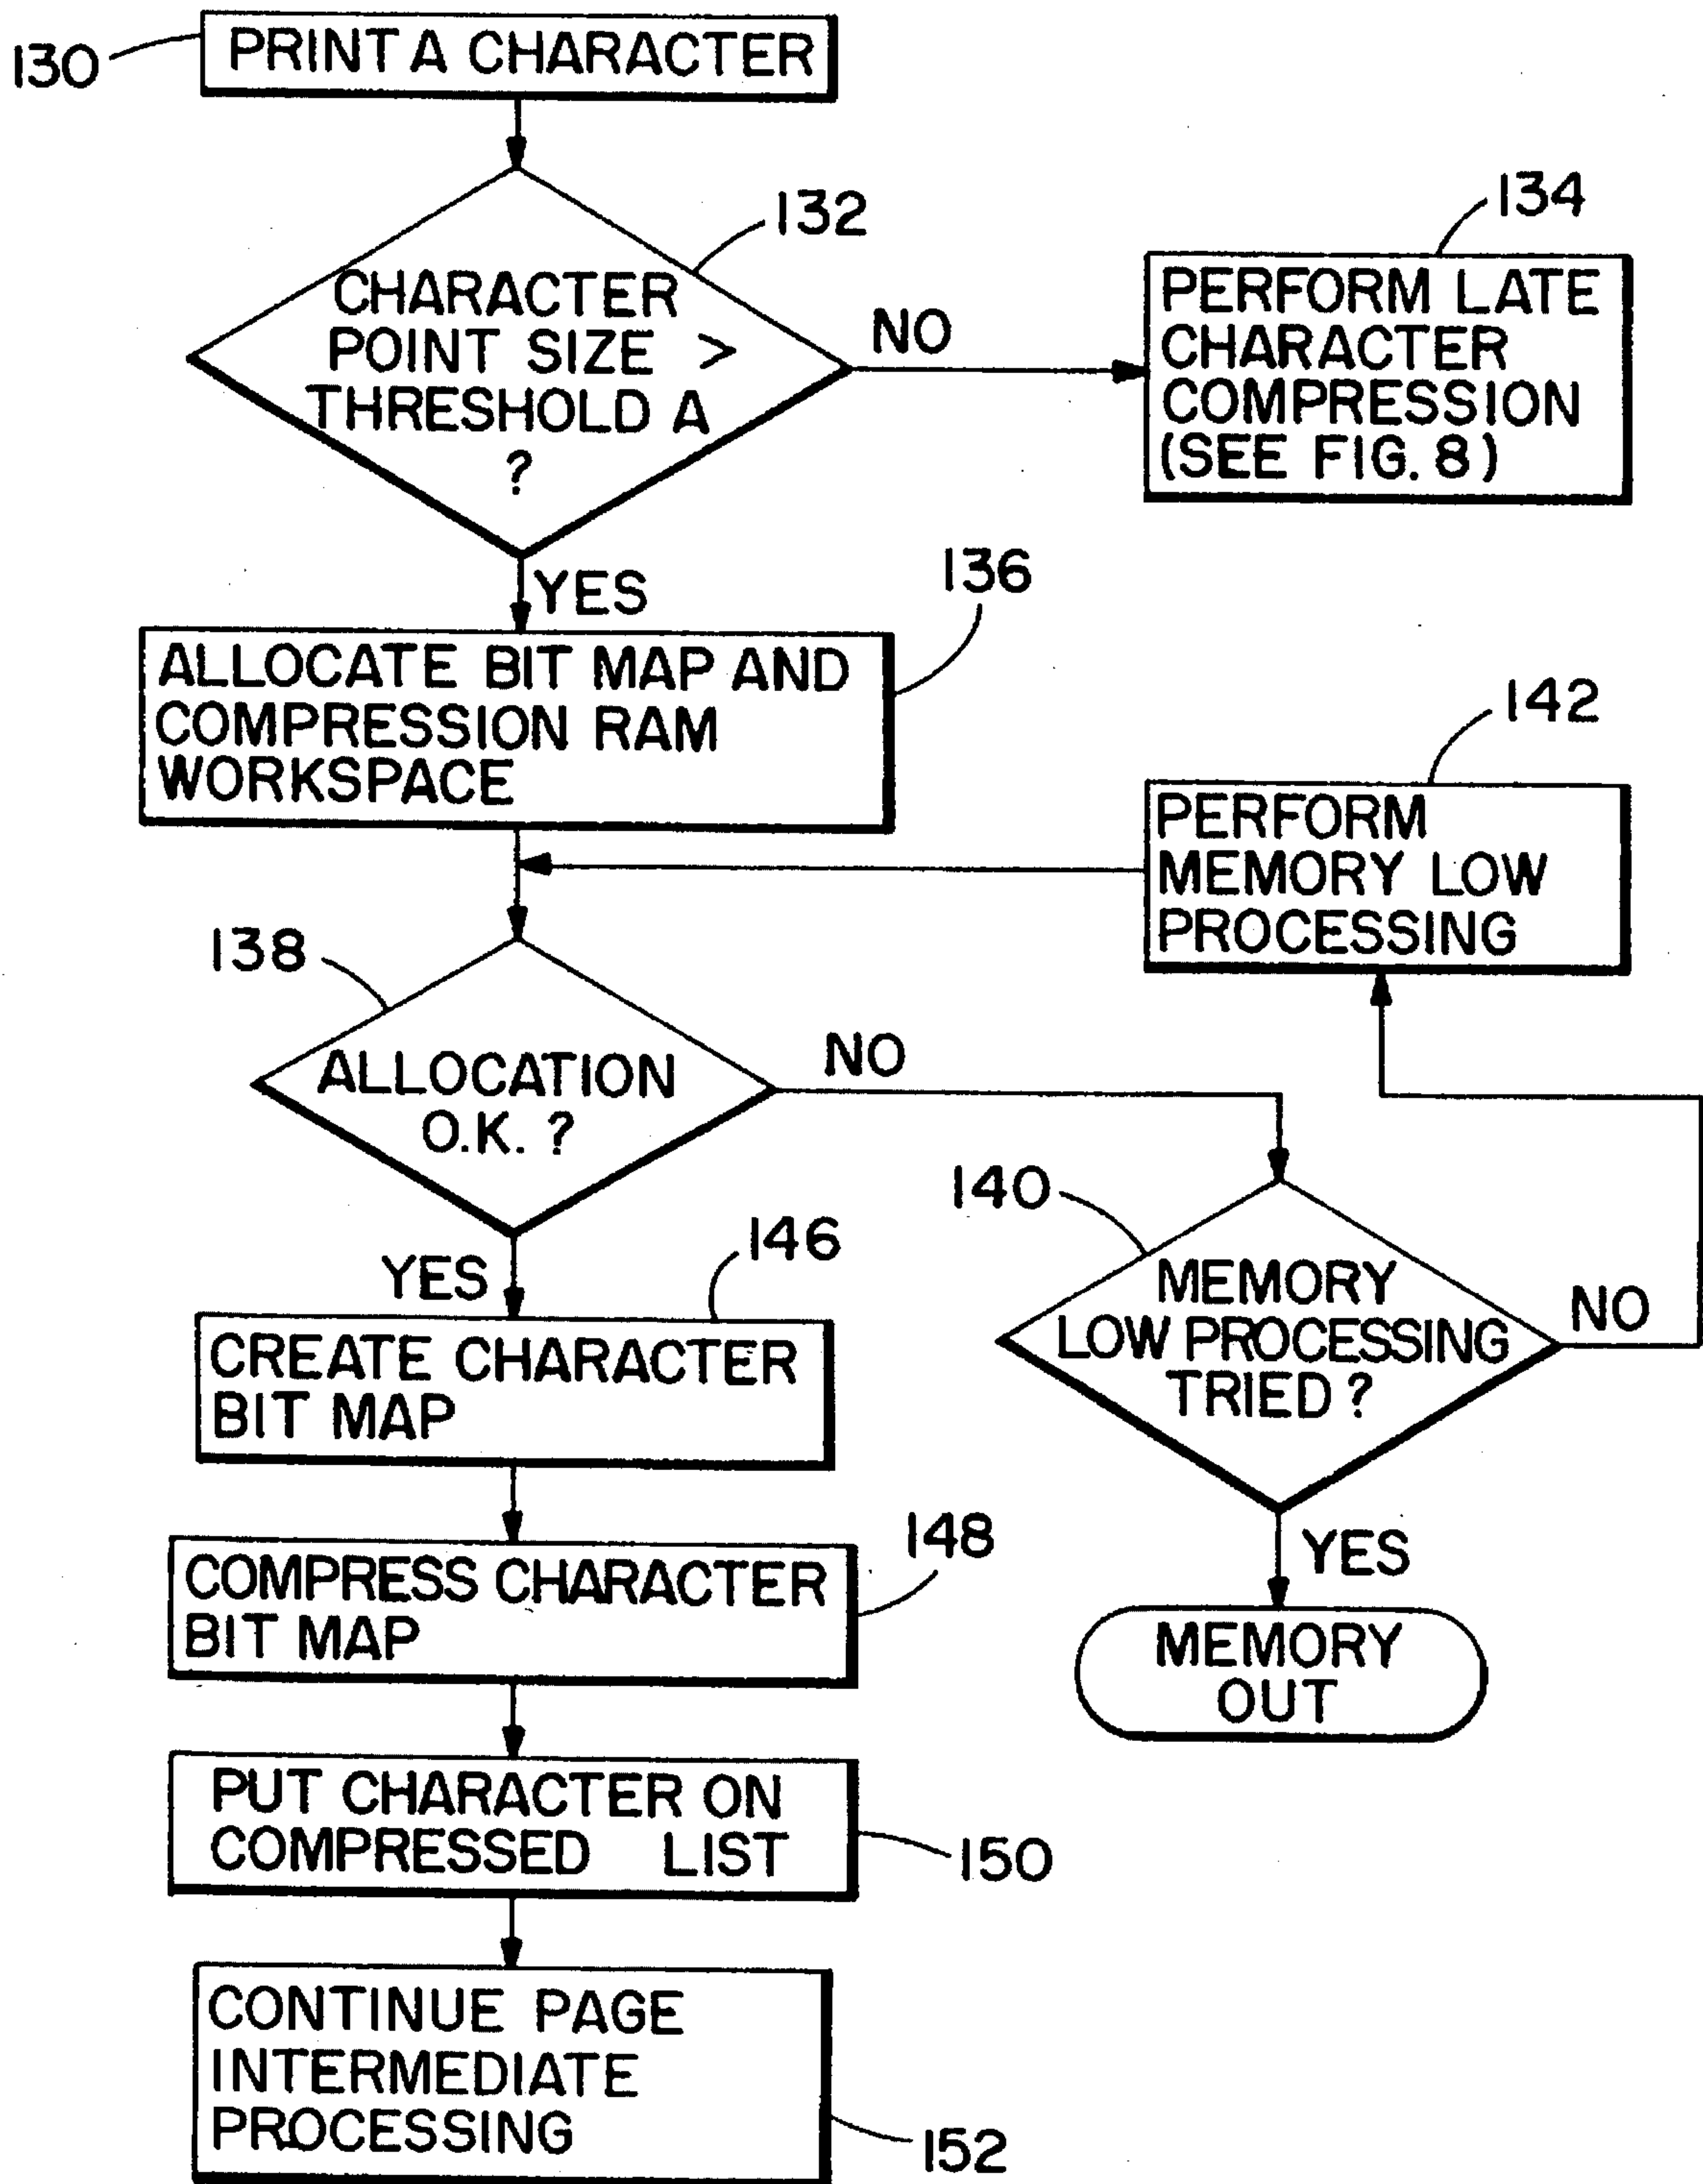 130
PRINT A CHARACTER
132
CHARACTER
POINT SIZE >
THRESHOLD A
?
NO
134
PERFORM LATE
CHARACTER
COMPRESSION
(SEE FIG. 8)
YES
136
ALLOCATE BIT MAP AND
COMPRESSION RAM
WORKSPACE
142
PERFORM
MEMORY LOW
PROCESSING
138
ALLOCATION
O.K. ?
NO
140
MEMORY
LOW PROCESSING
TRIED ?
NO
YES
MEMORY
OUT
YES
146
CREATE CHARACTER
BIT MAP
148
COMPRESS CHARACTER
BIT MAP
PUT CHARACTER ON
COMPRESSED LIST
150
CONTINUE PAGE
INTERMEDIATE
PROCESSING
152